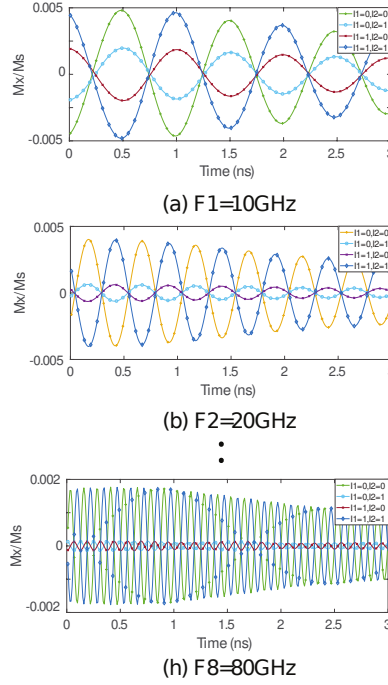 0.005
I1=0,I2=0
I1=0,I2=1
I1=1,I2=0
I1=1,I2=1
Mx/Ms
0
-0.005
0 0.5 1 1.5 2 2.5 3
Time (ns)
(a) F1=10GHz
0.005
I1=0,I2=0
I1=0,I2=1
I1=1,I2=0
I1=1,I2=1
Mx/Ms
0
-0.005
0 0.5 1 1.5 2 2.5 3
Time (ns)
(b) F2=20GHz
0.002
I1=0,I2=0
I1=0,I2=1
I1=1,I2=0
I1=1,I2=1
Mx/Ms
0
-0.002
0 0.5 1 1.5 2 2.5 3
Time (ns)
(h) F8=80GHz